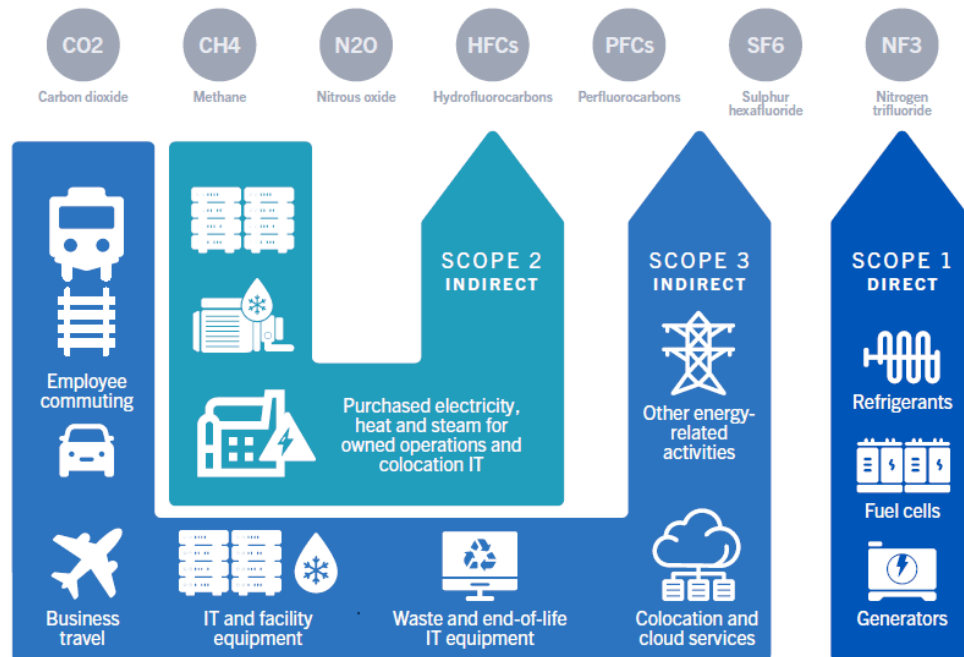 CO2
CH4
N2O
HFCs
PFCs
SF6
NF3
Carbon dioxide
Methane
Nitrous oxide
Hydrofluorocarbons
Perfluorocarbons
Sulphur
hexafluoride
Nitrogen
trifluoride
SCOPE 2
INDIRECT
SCOPE 3
INDIRECT
SCOPE 1
DIRECT
Employee
commuting
Purchased electricity,
heat and steam for
owned operations and
colocation IT
Other energy-
related
activities
Refrigerants
Fuel cells
Business
travel
IT and facility
equipment
Waste and end-of-life
IT equipment
Colocation and
cloud services
Generators